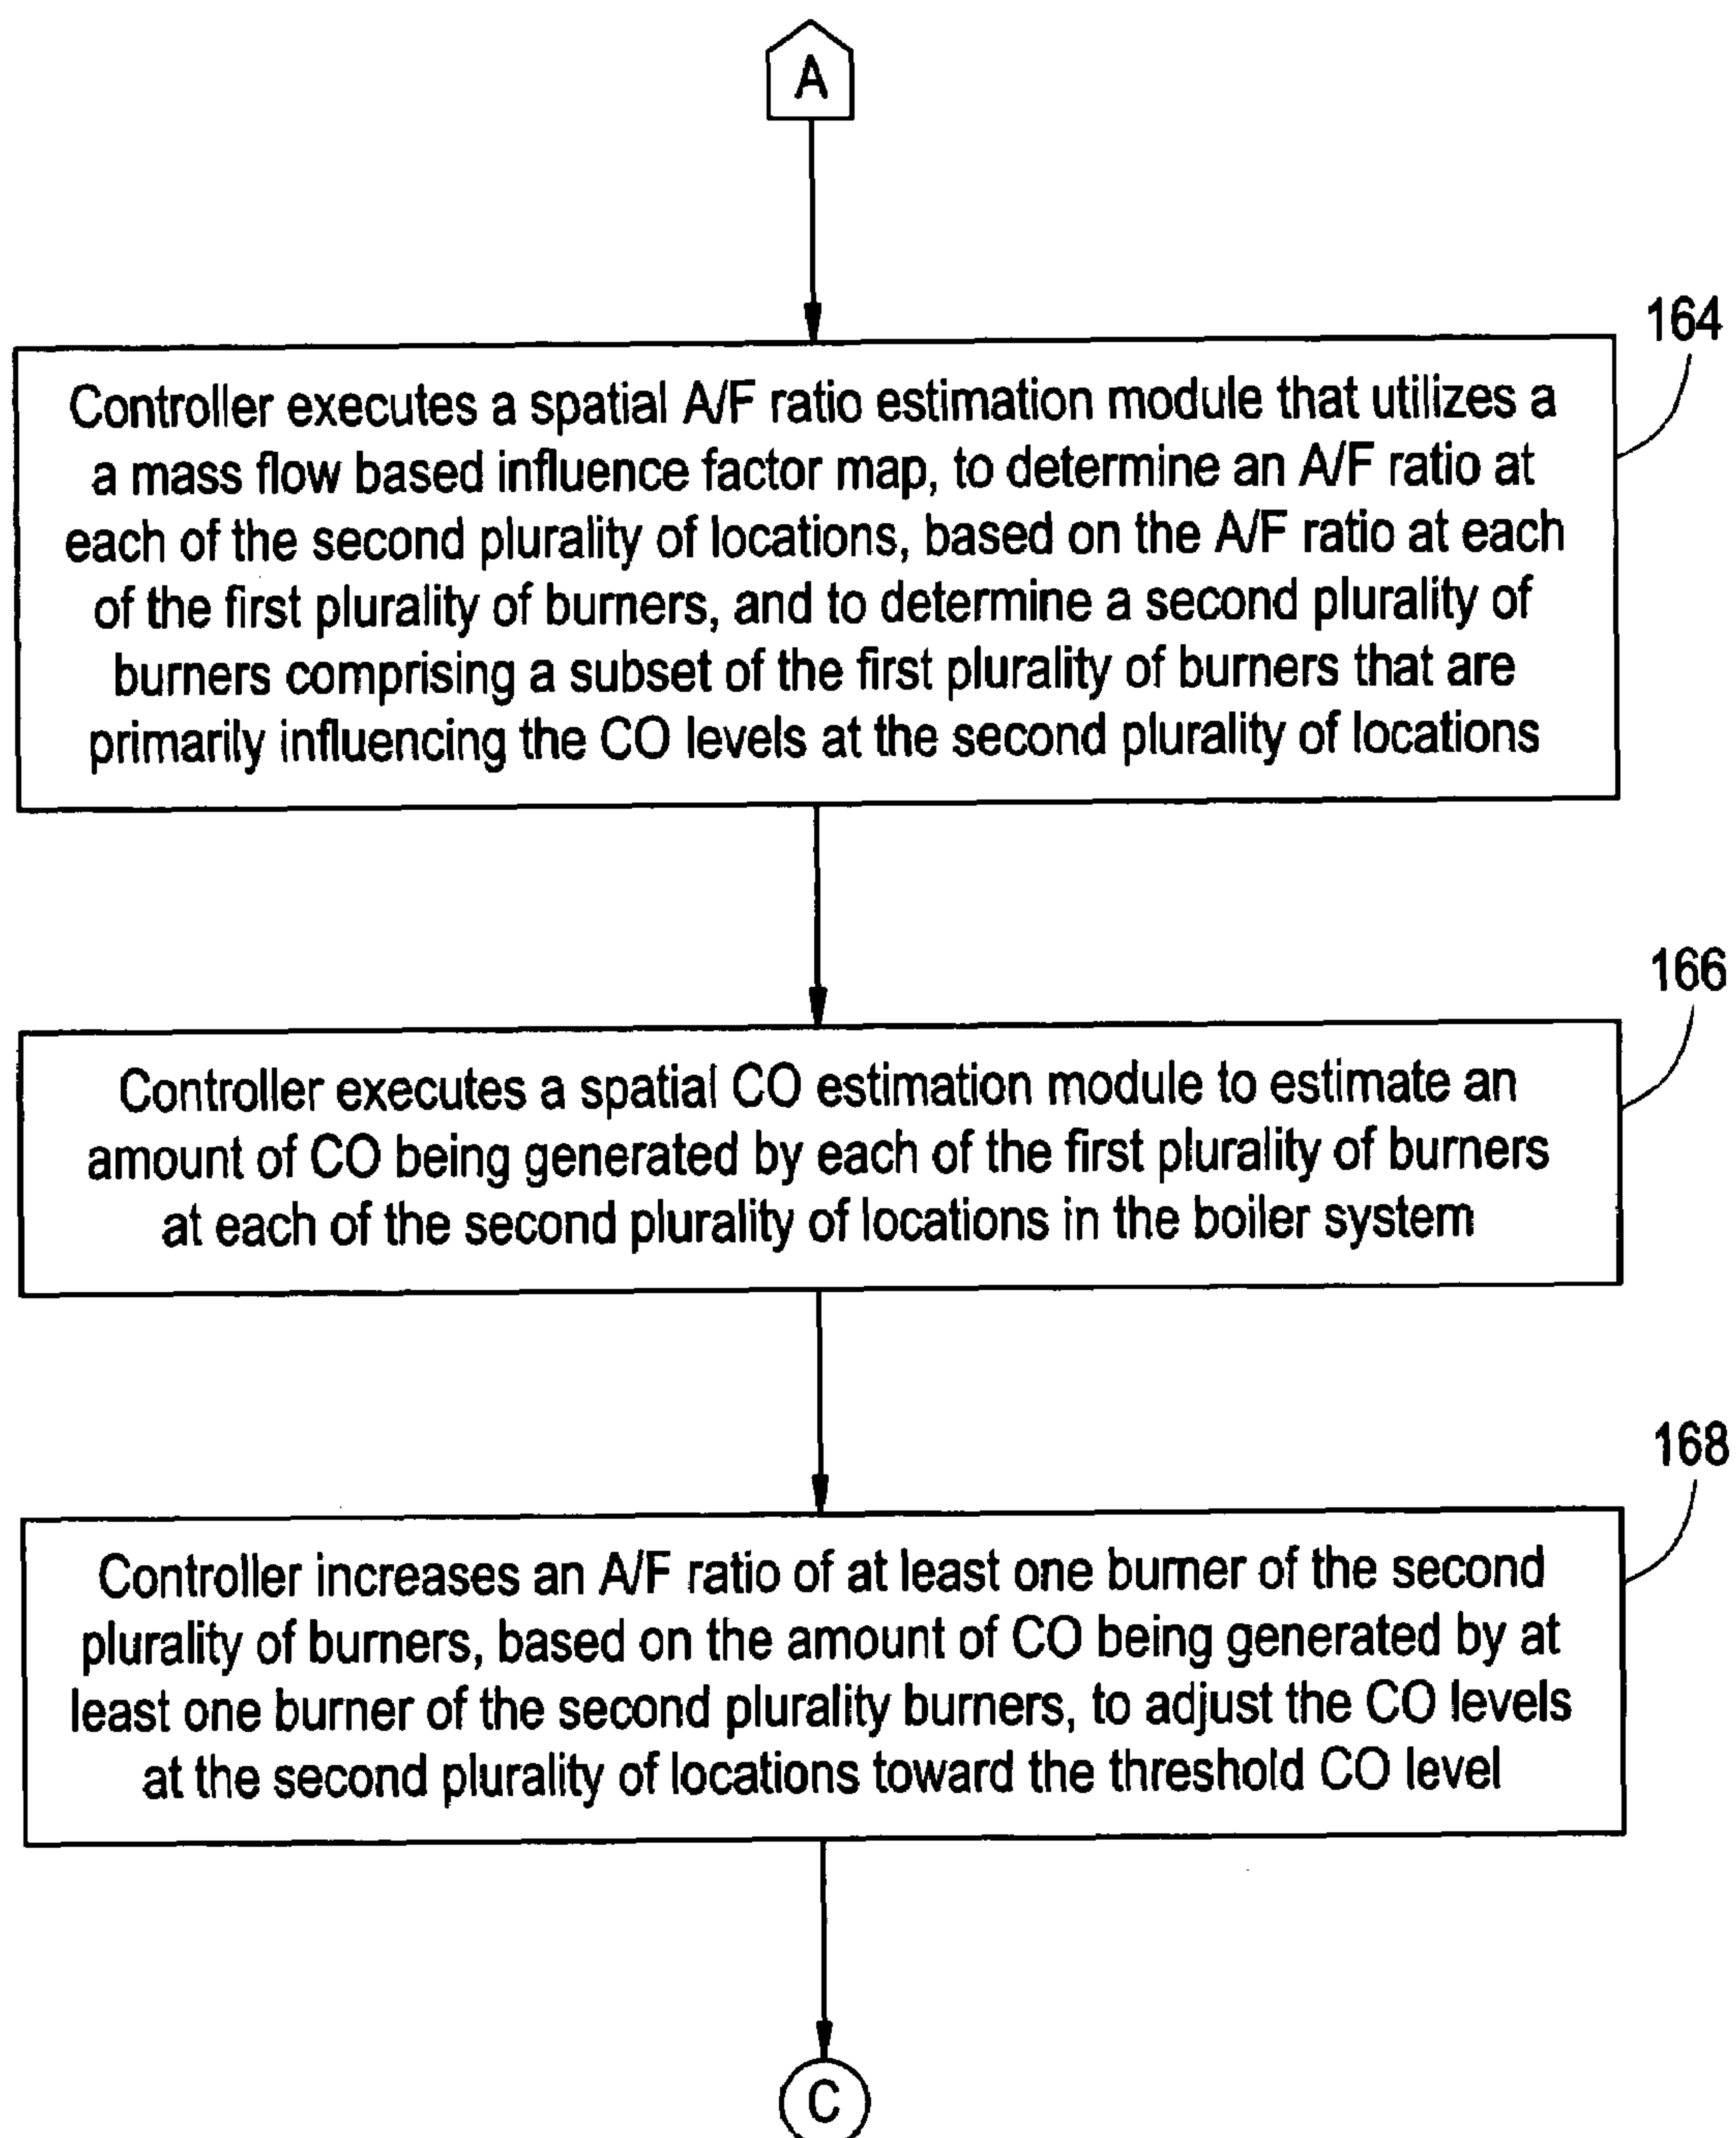 A
164
Controller executes a spatial A/F ratio estimation module that utilizes a
a mass flow based influence factor map, to determine an A/F ratio at
each of the second plurality of locations, based on the A/F ratio at each
of the first plurality of burners, and to determine a second plurality of
burners comprising a subset of the first plurality of burners that are
primarily influencing the CO levels at the second plurality of locations
166
Controller executes a spatial CO estimation module to estimate an
amount of CO being generated by each of the first plurality of burners
at each of the second plurality of locations in the boiler system
168
Controller increases an A/F ratio of at least one burner of the second
plurality of burners, based on the amount of CO being generated by at
least one burner of the second plurality burners, to adjust the CO levels
at the second plurality of locations toward the threshold CO level
C